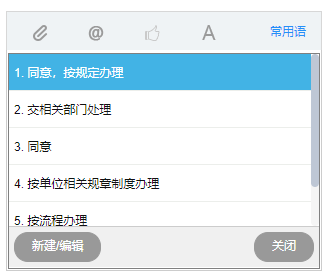 @ A 常用语
1. 同意，按规定办理
2. 交相关部门处理
3. 同意
4. 按单位相关规章制度办理
5. 按流程办理
新建/编辑 关闭